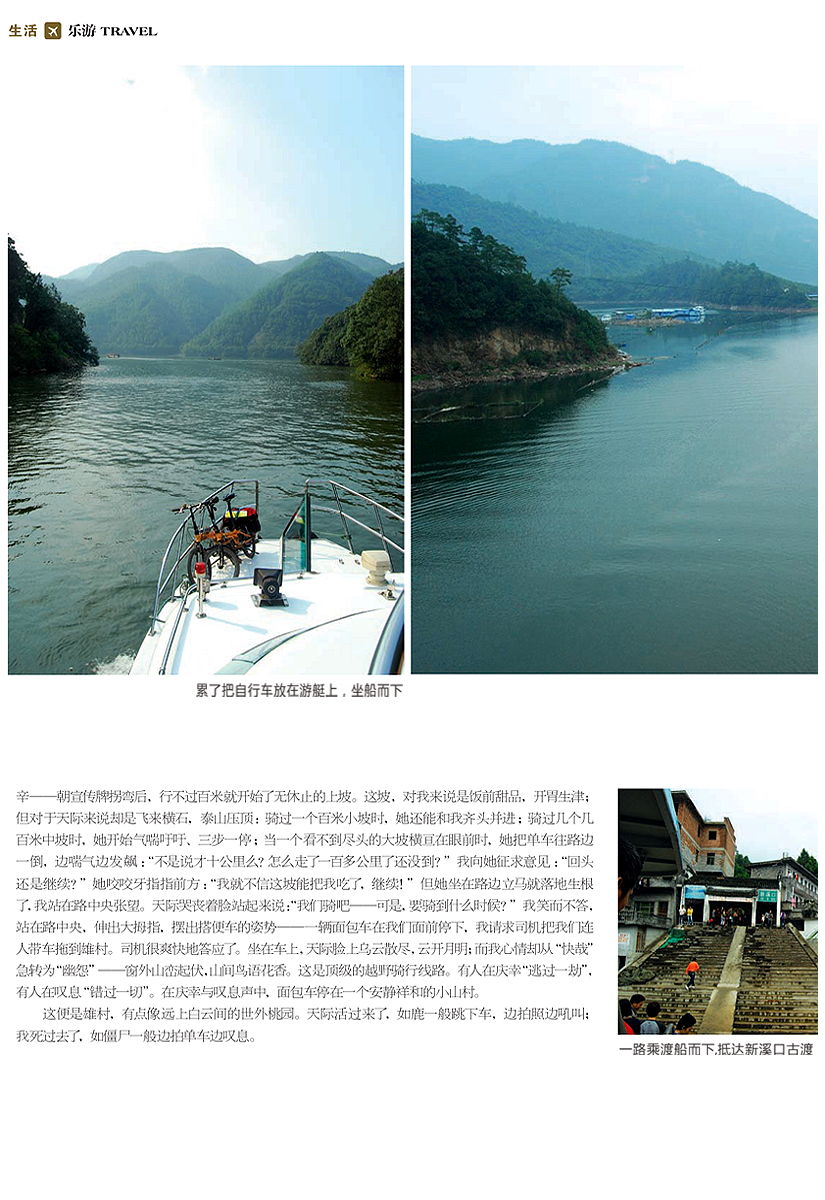 生活 乐游 TRAVEL
累了把自行车放在游艇上，坐船而下
辛——朝宣传牌拐湾后，行不过百米就开始了无休止的上坡。这坡，对我来说是饭前甜品，开胃生津；
但对于天际来说却是飞来横石，泰山压顶：骑过一个百米小坡时，她还能和我齐头并进；骑过几个几
百米中坡时，她开始气喘吁吁、三步一停；当一个看不到尽头的大坡横亘在眼前时，她把单车往路边
一倒，边喘气边发飙：“不是说才十公里么？怎么走了一百多公里了还没到？”我向她征求意见：“回头
还是继续？”她咬咬牙指指前方：“我就不信这坡能把我吃了，继续！”但她坐在路边立马就落地生根
了，我站在路中央张望。天际哭丧着脸站起来说：“我们骑吧——可是，要骑到什么时候？”我笑而不答，
站在路中央，伸出大拇指，摆出搭便车的姿势———一辆面包车在我们面前停下，我请求司机把我们连
人带车拖到雄村。司机很爽快地答应了。坐在车上，天际脸上乌云散尽，云开月明；而我心情却从“快哉”
急转为“幽怨”——窗外山峦起伏，山间鸟语花香。这是顶级的越野骑行线路。有人在庆幸“逃过一劫”，
有人在叹息“错过一切”。在庆幸与叹息声中，面包车停在一个安静祥和的小山村。
这便是雄村，有点像远上白云间的世外桃园。天际活过来了，如鹿一般跳下车，边拍照边吼叫；
我死过去了，如僵尸一般边拍单车边叹息。
一路乘渡船而下,抵达新溪口古渡